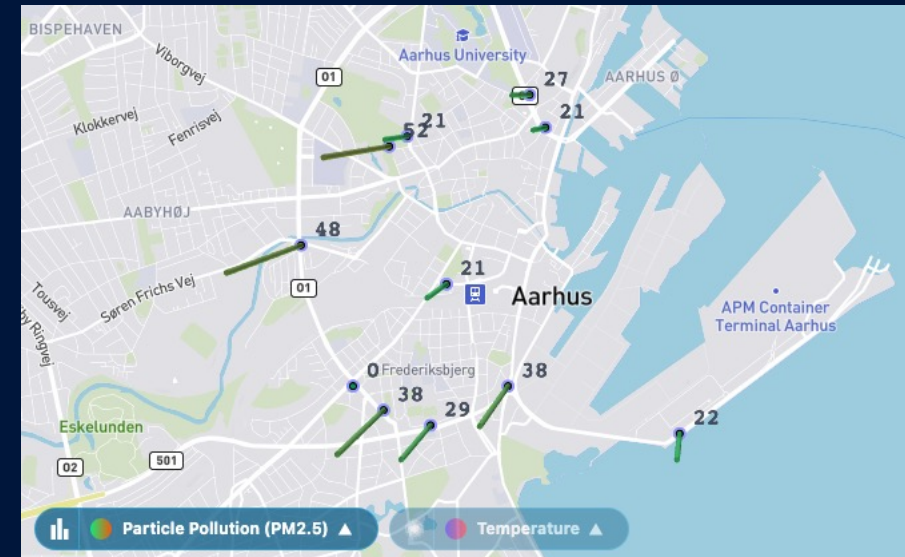 BISPEHAVEN
Viborgvej
01
Aarhus University
27
AARHUS Ø
Klokkervej
Fenrisvej
21
21
52
AABYHØJ
48
Søren Frichs Vej
01
21
Aarhus
Tousvej
by Ringvej
APM Container
Terminal Aarhus
0
Frederiksbjerg
38
38
29
22
Eskelunden
02
501
Particle Pollution (PM2.5) ▲
Temperature ▲